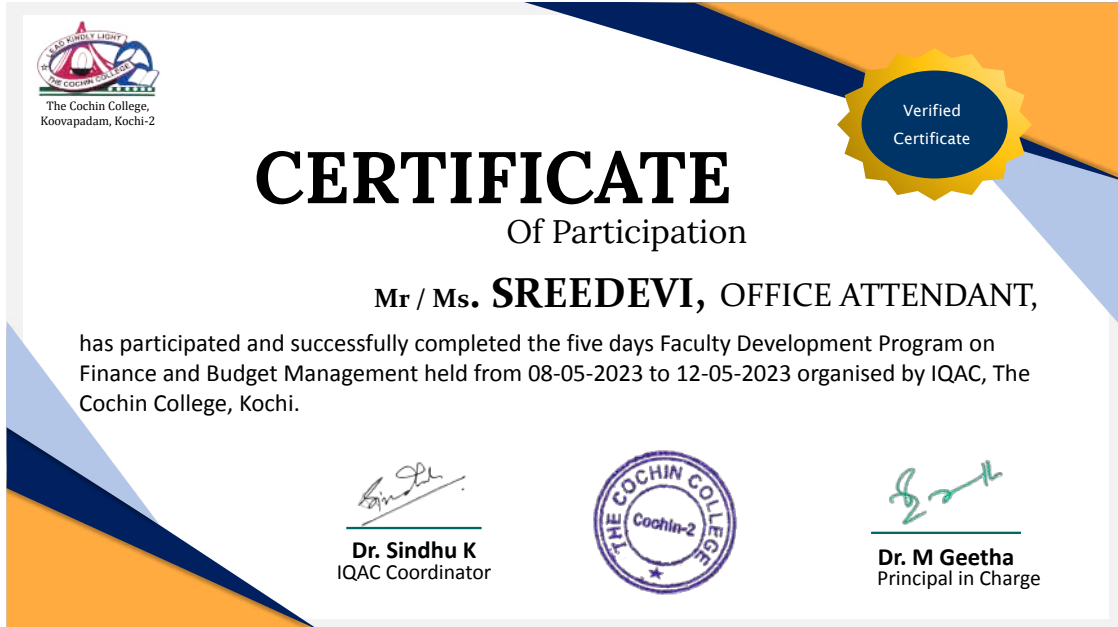 LEAD KINDLY LIGHT
THE COCHIN COLLEGE
The Cochin College,
Koovapadam, Kochi-2
Verified
Certificate
CERTIFICATE
Of Participation
Mr / Ms. SREEDEVI, OFFICE ATTENDANT,
has participated and successfully completed the five days Faculty Development Program on
Finance and Budget Management held from 08-05-2023 to 12-05-2023 organised by IQAC, The
Cochin College, Kochi.
Sindhu
THE COCHIN COLLEGE
Cochin-2
Dr. Sindhu K
IQAC Coordinator
Dr. M Geetha
Principal in Charge